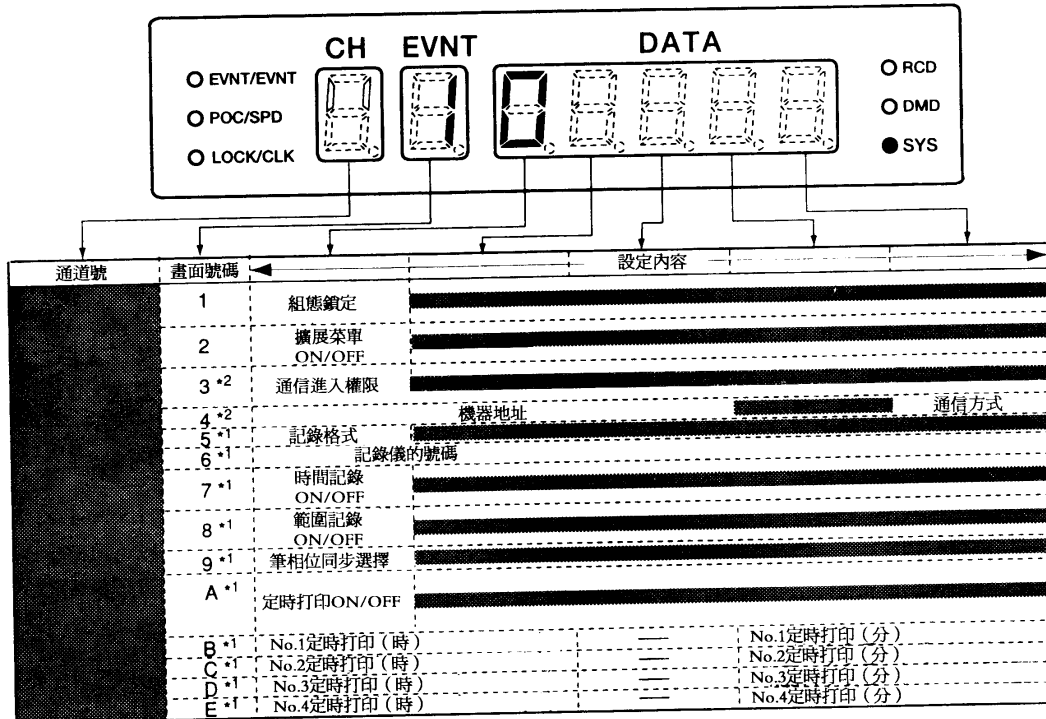 CH EVNT DATA
EVNT/EVNT
POC/SPD
LOCK/CLK
RCD
DMD
SYS
通道號 畫面號碼 設定內容
1 組態鎖定
2 擴展菜單
ON/OFF
3 *2 通信進入權限
4 *2 機器地址 通信方式
5 *1 記錄格式
6 *1 記錄儀的號碼
7 *1 時間記錄
ON/OFF
8 *1 範圍記錄
ON/OFF
9 *1 筆相位同步選擇
A *1 定時打印ON/OFF
B *1 No.1定時打印（時） — No.1定時打印（分）
C *1 No.2定時打印（時） — No.2定時打印（分）
D *1 No.3定時打印（時） — No.3定時打印（分）
E *1 No.4定時打印（時） — No.4定時打印（分）